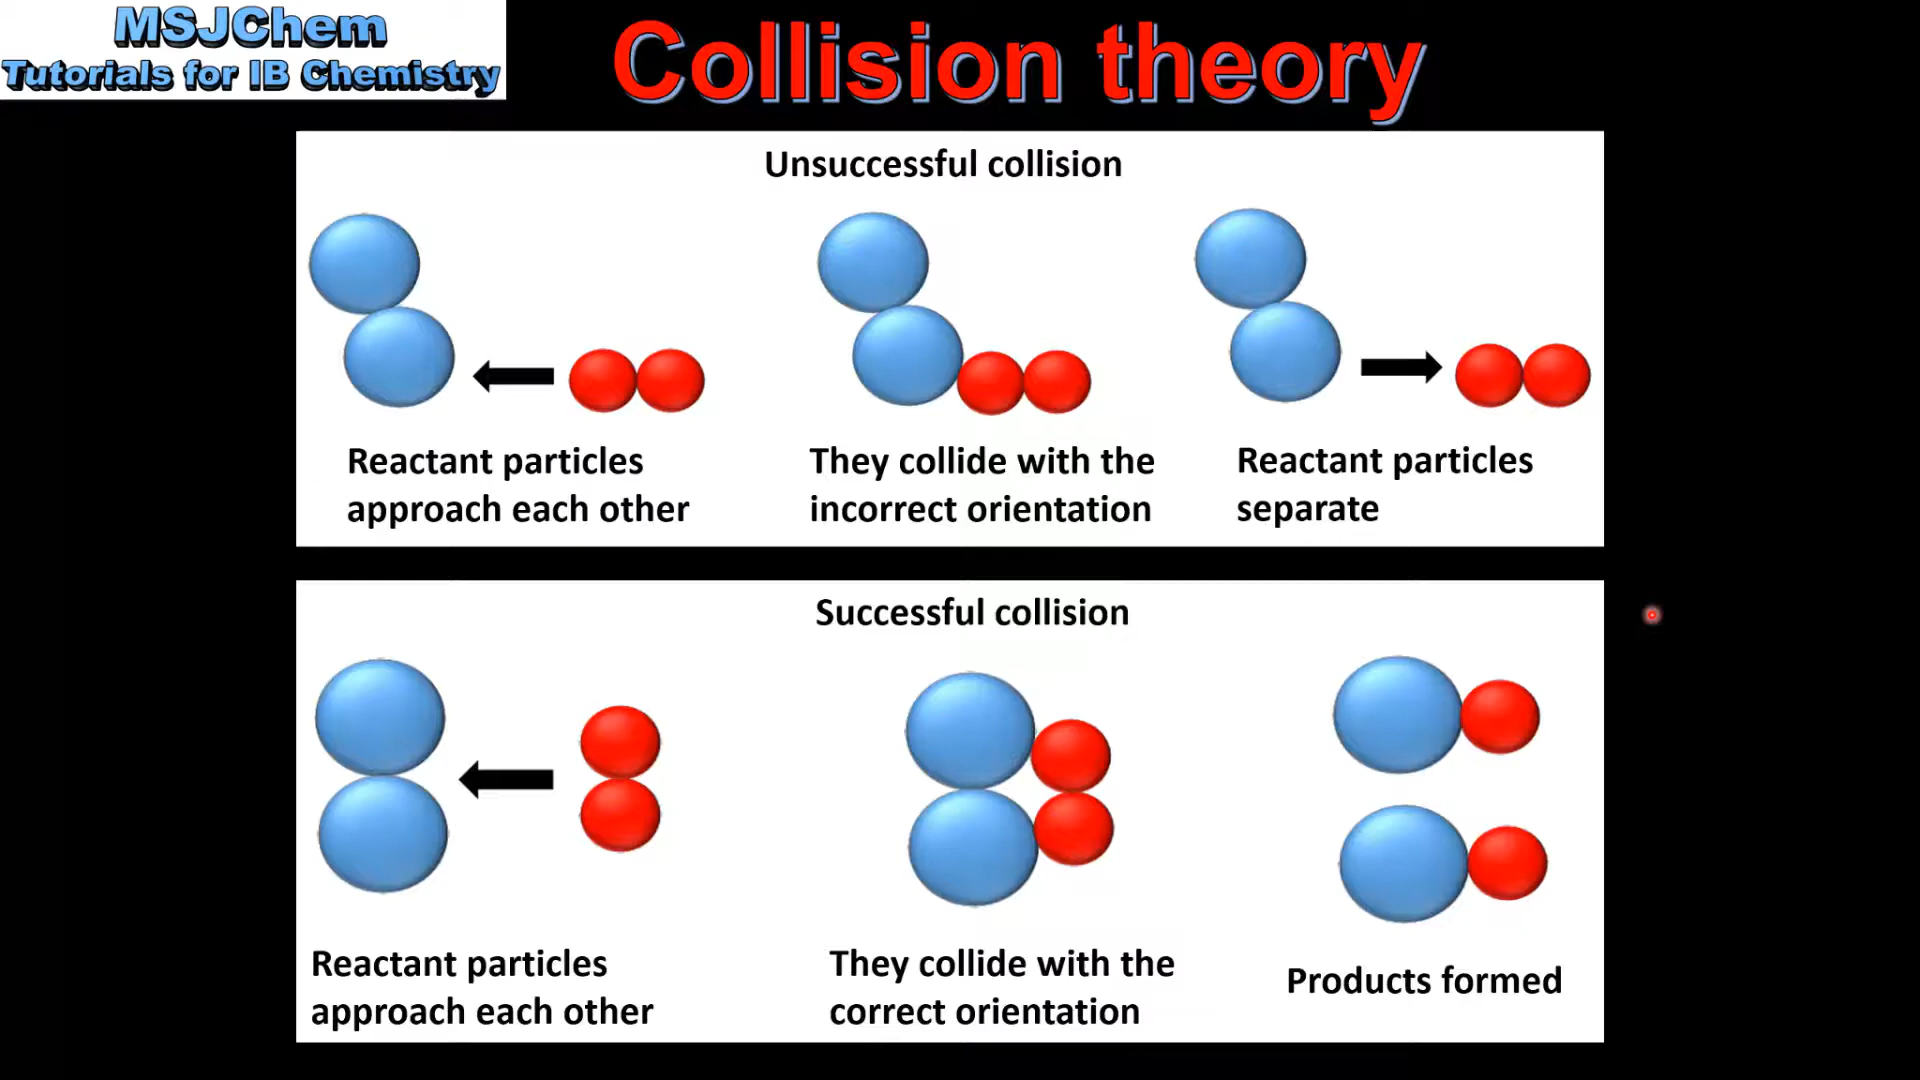 MSJChem
Tutorials for IB Chemistry
Collision theory
Unsuccessful collision
Reactant particles
approach each other
They collide with the
incorrect orientation
Reactant particles
separate
Successful collision
Reactant particles
approach each other
They collide with the
correct orientation
Products formed